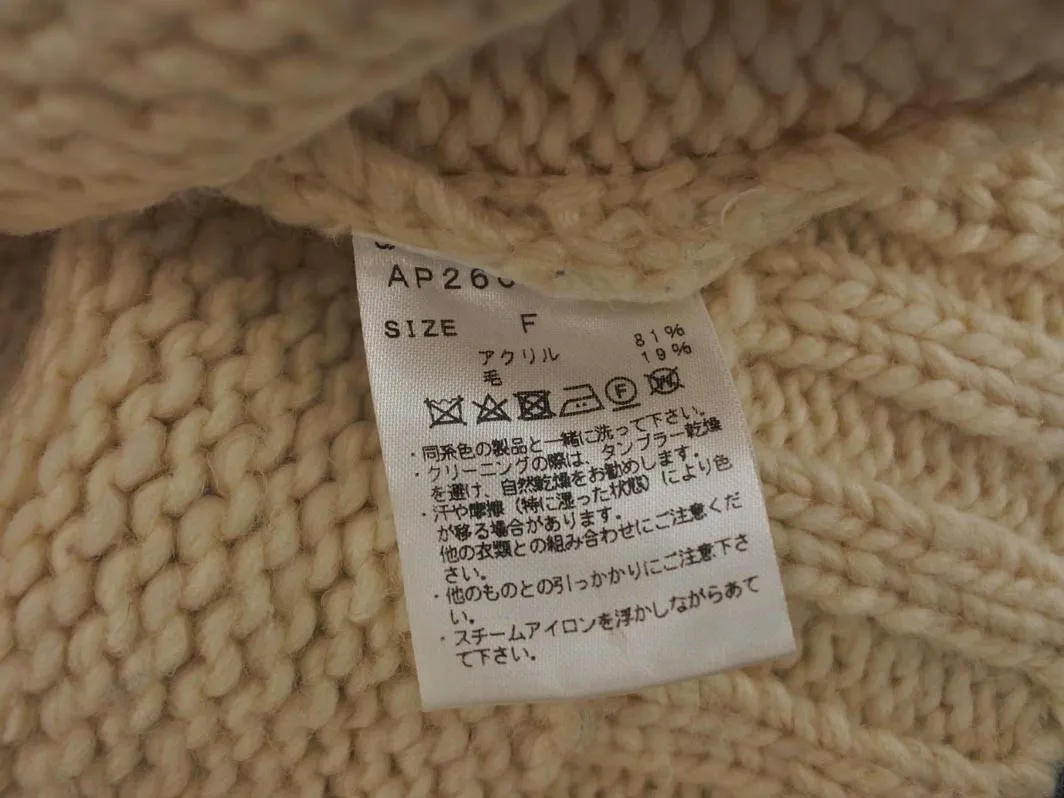 AP26
SIZE F
アクリル 81%
毛 19%
F
W
・同系色の製品と一緒に洗って下さい。
・クリーニングの際は、タンブラー乾燥
を避け、自然乾燥をお勧めします。
・汗や摩擦（特に湿った状態）により色
が移る場合があります。
他の衣類との組み合わせにご注意くだ
さい。
・他のものとの引っかかりにご注意下さ
い。
・スチームアイロンを浮かしながらあて
て下さい。